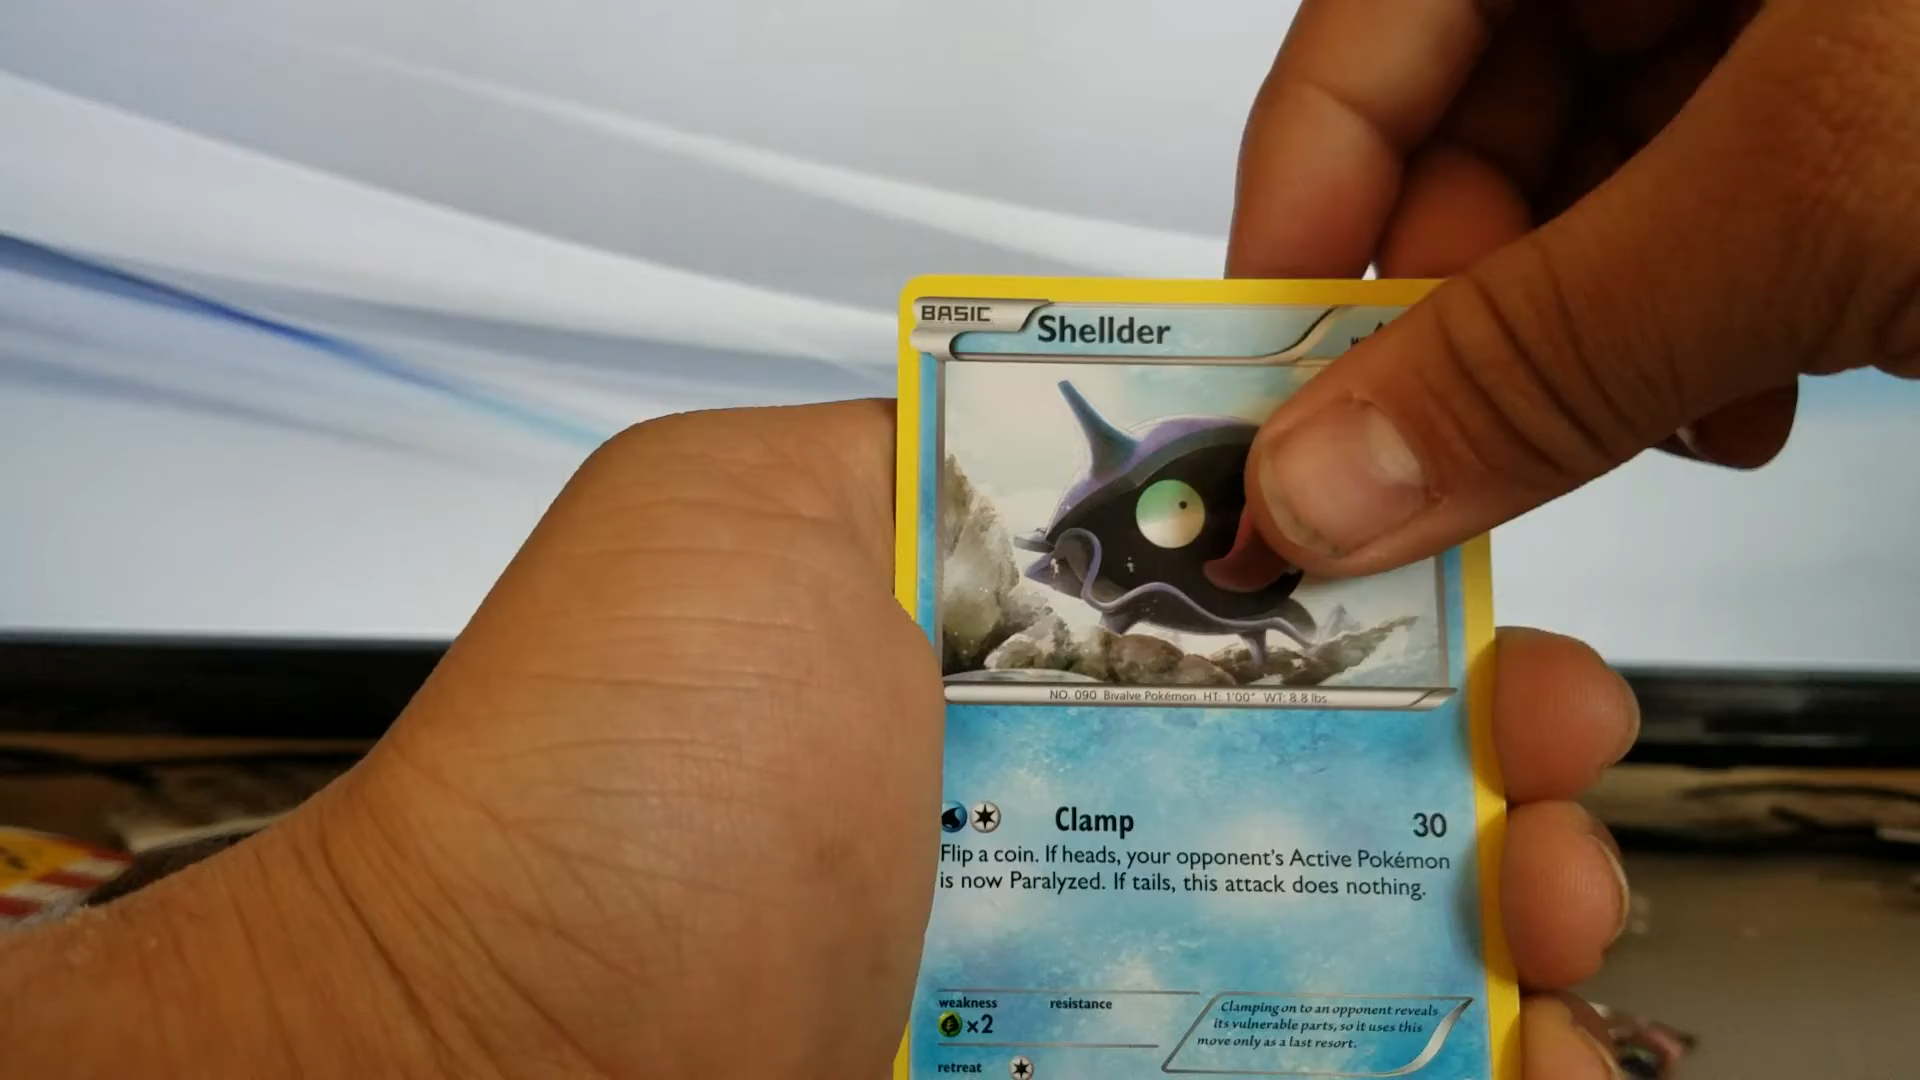 BASIC
Shellder
NO. 090 Bivalve Pokémon HT: 1'00" WT: 8.8 lbs.
Clamp 30
Flip a coin. If heads, your opponent's Active Pokémon
is now Paralyzed. If tails, this attack does nothing.
weakness resistance
×2
Clamping on to an opponent reveals
its vulnerable parts, so it uses this
move only as a last resort.
retreat